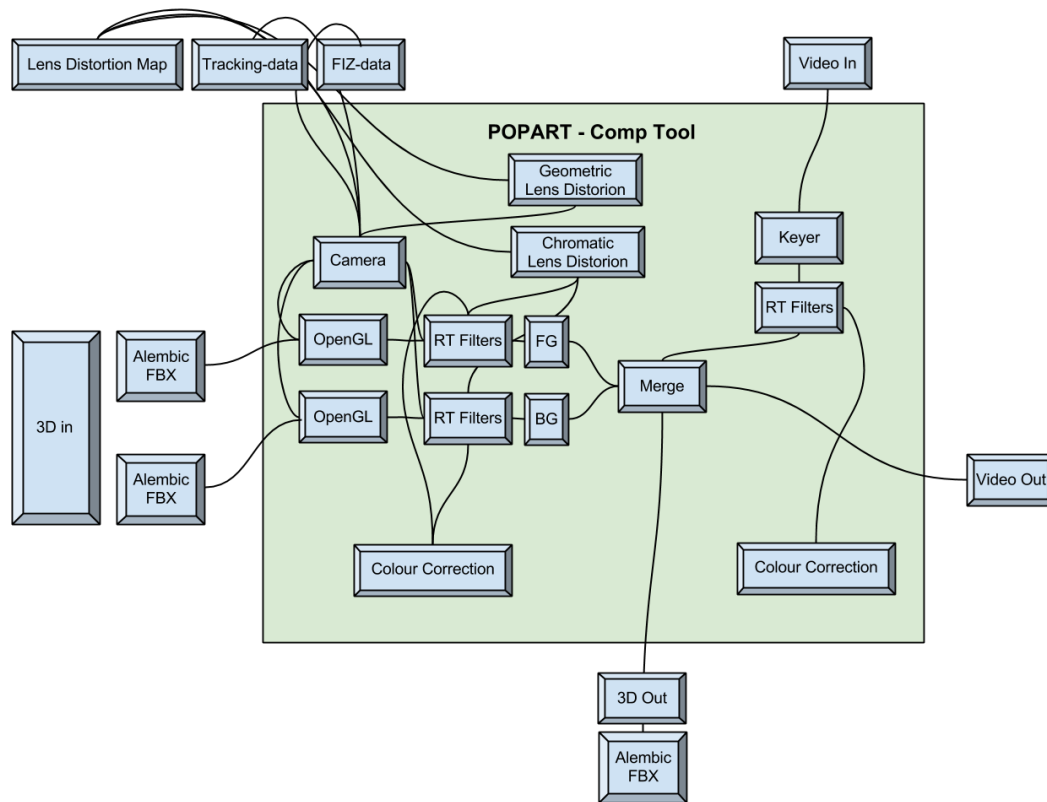 Lens Distortion Map
Tracking-data
FIZ-data
Video In
POPART - Comp Tool
Geometric
Lens Distorion
Keyer
Camera
Chromatic
Lens Distorion
RT Filters
OpenGL
RT Filters
FG
Alembic
FBX
Merge
3D in
OpenGL
RT Filters
BG
Alembic
FBX
Video Out
Colour Correction
Colour Correction
3D Out
Alembic
FBX